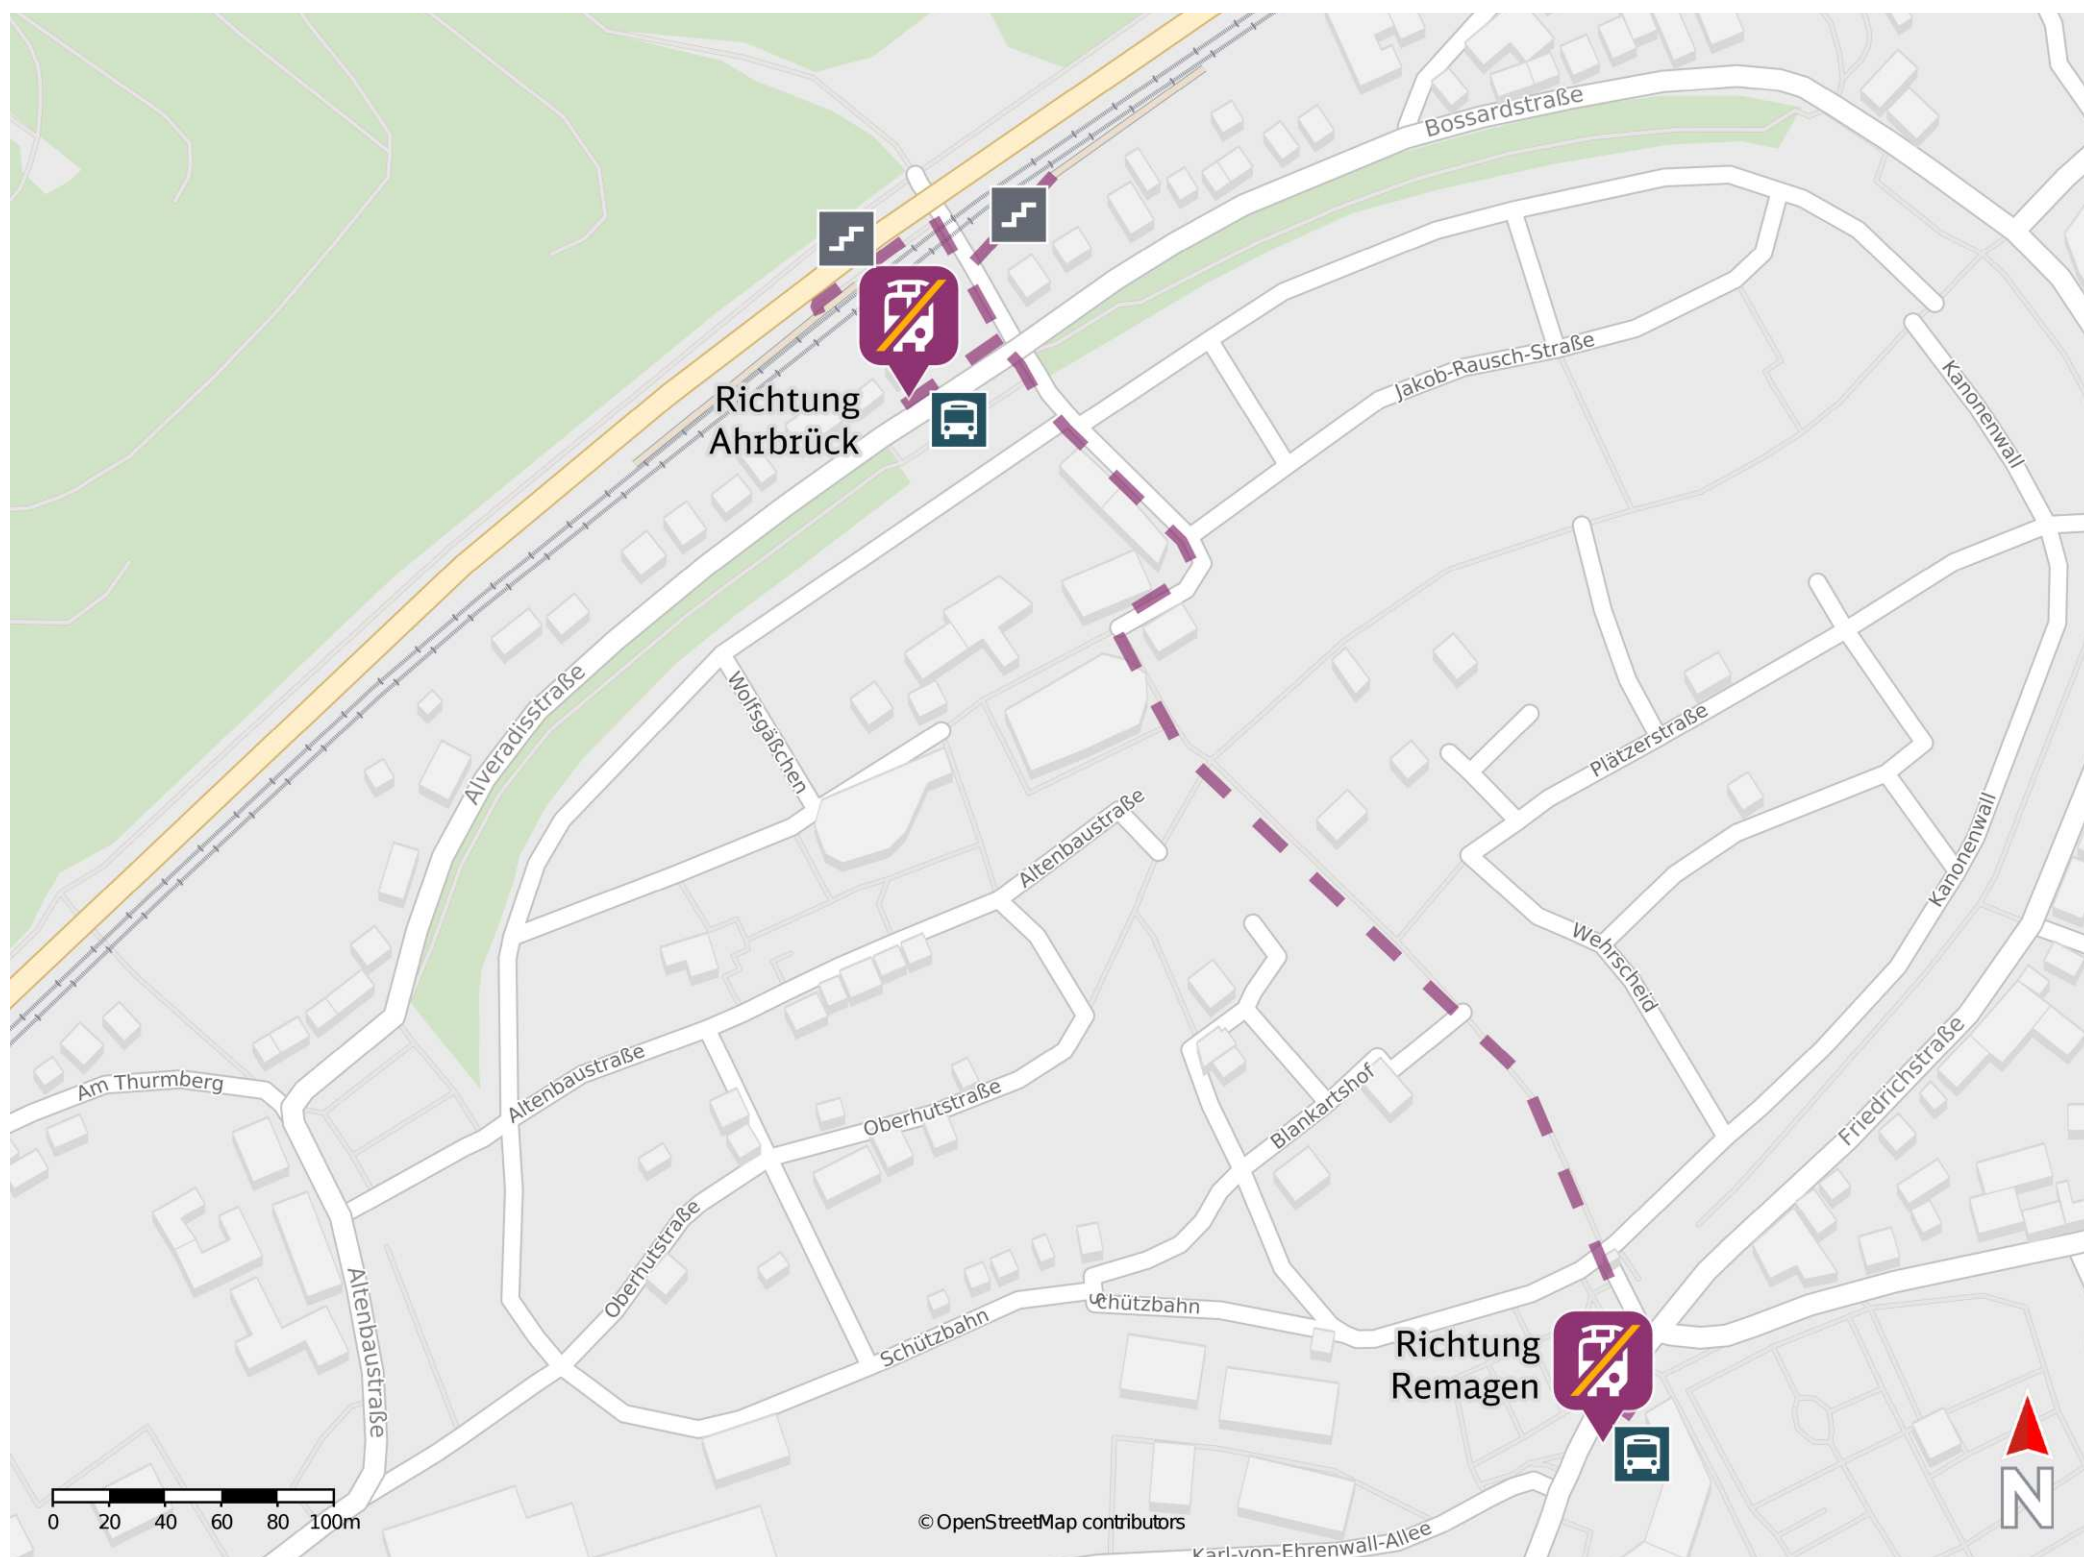 Bossardstraße
Jakob-Rausch-Straße
Kanonenwall
Richtung
Ahrbrück
Alveradisstraße
Wolfsgäßchen
Plätzerstraße
Altenbaustraße
Kanonenwall
Wehrscheid
Friedrichstraße
Am Thurmberg
Altenbaustraße
Oberhutstraße
Blankartshof
Oberhutstraße
Altenbaustraße
Schützbahn
Schützbahn
Richtung
Remagen
N
0 20 40 60 80 100m
© OpenStreetMap contributors
Karl-von-Ehrenwall-Allee